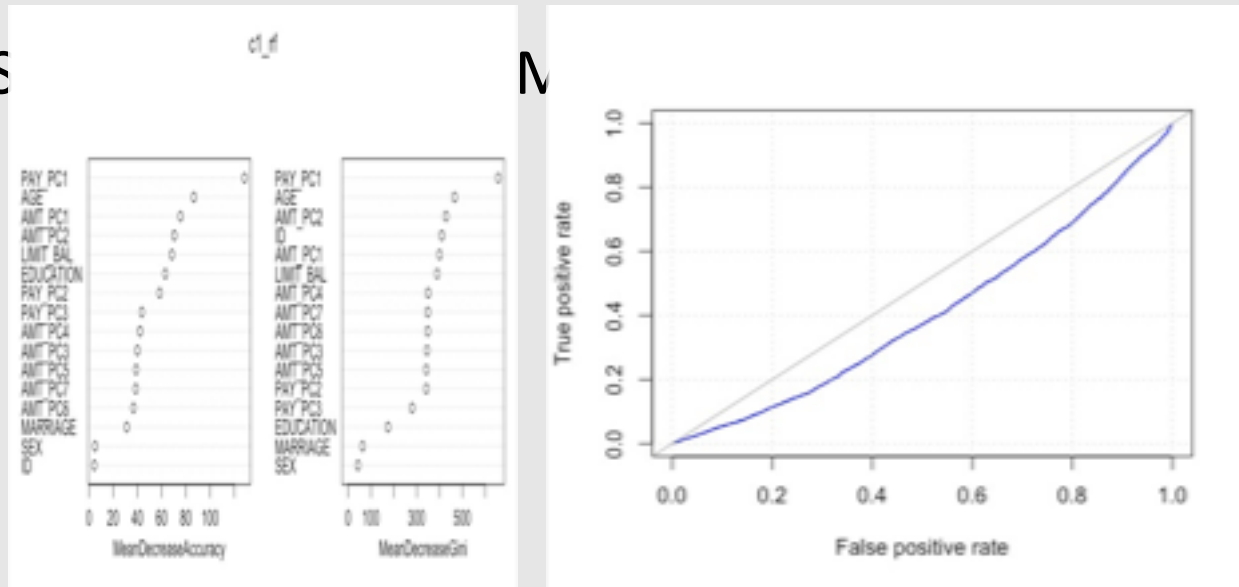 S
M
c1_rf
PAY_PC1
AGE
AMT_PC1
AMT_PC2
LIMIT_BAL
EDUCATION
PAY_PC2
PAY_PC3
AMT_PC4
AMT_PC3
AMT_PC5
AMT_PC7
AMT_PC6
MARRIAGE
SEX
ID
0 20 40 60 80 100
MeanDecreaseAccuracy
PAY_PC1
AGE
AMT_PC2
ID
AMT_PC1
LIMIT_BAL
AMT_PC4
AMT_PC7
AMT_PC6
AMT_PC3
AMT_PC5
PAY_PC2
PAY_PC3
EDUCATION
MARRIAGE
SEX
0 100 300 500
MeanDecreaseGini
True positive rate
1.0
0.8
0.6
0.4
0.2
0.0
0.0 0.2 0.4 0.6 0.8 1.0
False positive rate